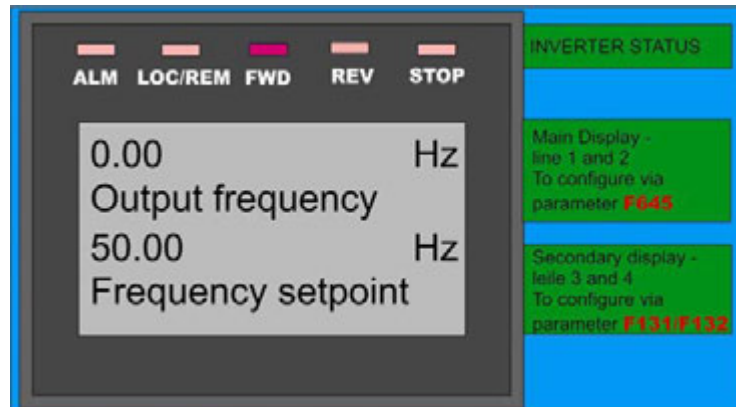 ALM LOC/REM FWD REV STOP
0.00 Hz
Output frequency
50.00 Hz
Frequency setpoint
INVERTER STATUS
Main Display -
line 1 and 2
To configure via
parameter F645
Secondary display -
leile 3 and 4
To configure via
parameter F131/F132